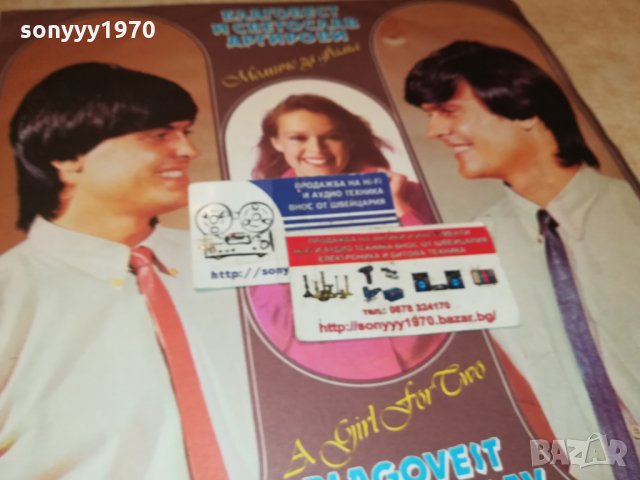 sonyyy1970
БЛАГОВЕСТ
И СВЕТОСЛАВ
АРГИРОВИ
Момиче за двама
ПРОДАЖБА НА Hi-Fi
И АУДИО ТЕХНИКА
ВНОС ОТ ШВЕЙЦАРИЯ
http://sony
ПРОДАЖБА НА
HI-FI И АУДИО ТЕХНИКА ВНОС ОТ ШВЕЙЦАРИЯ
ЕЛЕКТРОНИКА И БИТОВА ТЕХНИКА
тел.: 0878 324170
http://sonyyy1970.bazar.bg/
A Girl For Two
BLAGOVEST
BAZAR